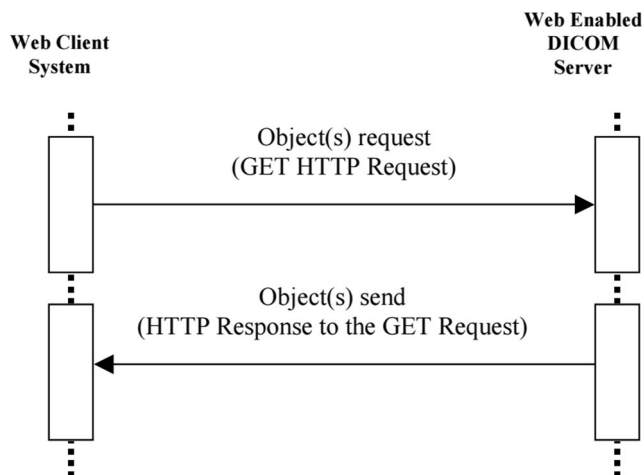 Web Client
System
Web Enabled
DICOM
Server
Object(s) request
(GET HTTP Request)
Object(s) send
(HTTP Response to the GET Request)